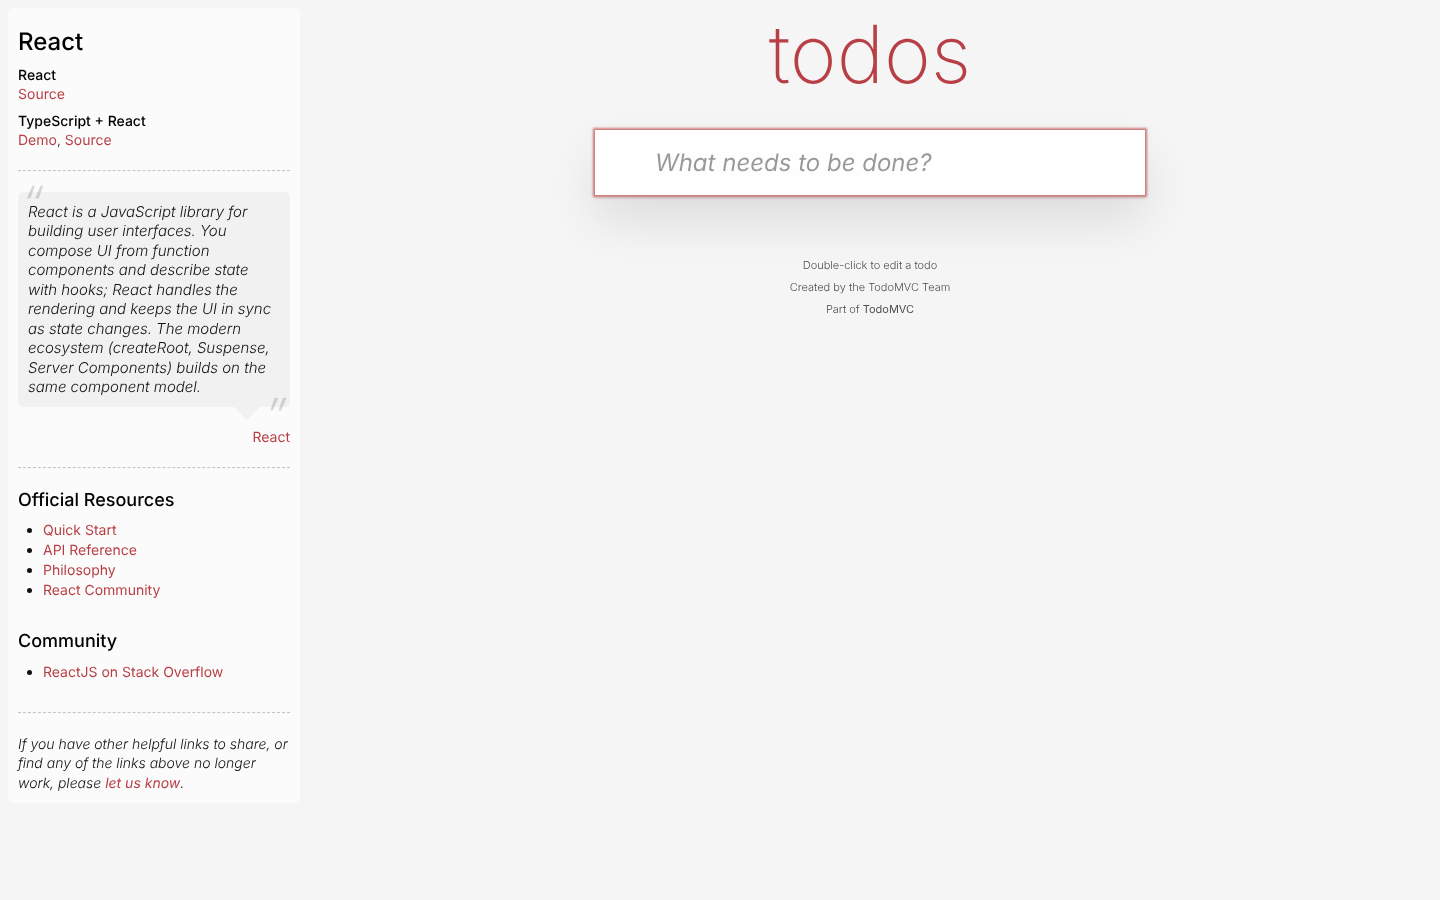 React
React
Source
TypeScript + React
Demo, Source
"
React is a JavaScript library for
building user interfaces. You
compose UI from function
components and describe state
with hooks; React handles the
rendering and keeps the UI in sync
as state changes. The modern
ecosystem (createRoot, Suspense,
Server Components) builds on the
same component model.
"
React
Official Resources
Quick Start
API Reference
Philosophy
React Community
Community
ReactJS on Stack Overflow
If you have other helpful links to share, or
find any of the links above no longer
work, please let us know.
todos
What needs to be done?
Double-click to edit a todo
Created by the TodoMVC Team
Part of TodoMVC